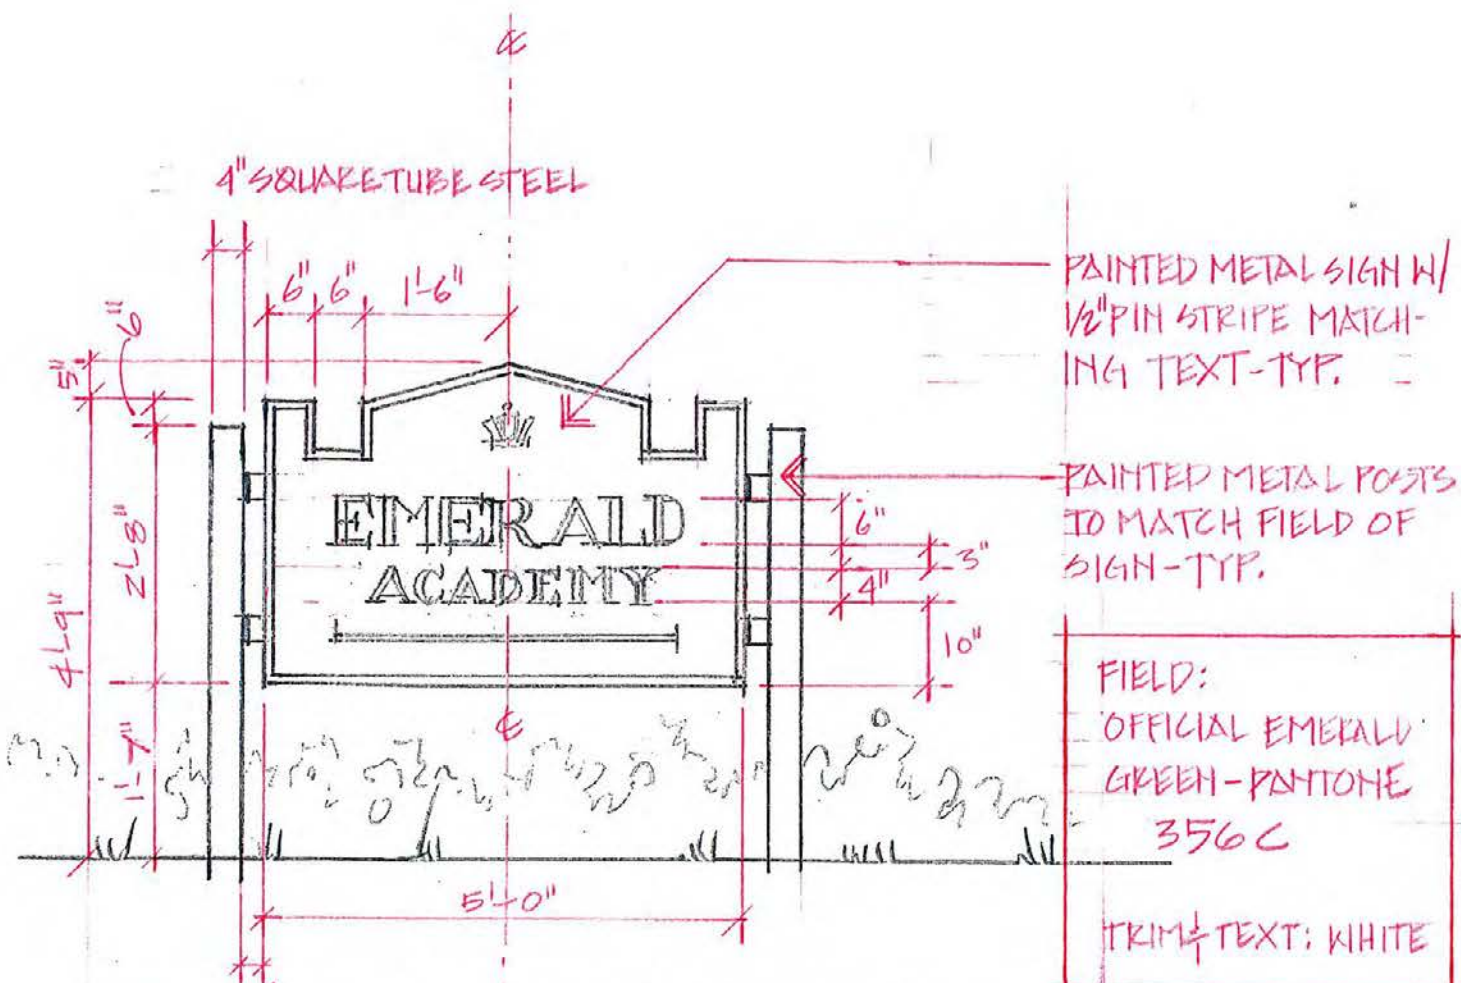 ℄
4" SQUARE TUBE STEEL
6" 6" 1'-6"
PAINTED METAL SIGN W/
1/2" PIN STRIPE MATCH-
ING TEXT-TYP.
5"
6"
PAINTED METAL POSTS
TO MATCH FIELD OF
SIGN-TYP.
EMERALD
ACADEMY
6"
3"
4"
10"
2'-8"
4'-9"
1'-7"
℄
5'-0"
FIELD:
OFFICIAL EMERALD
GREEN-PANTONE
356 C
TRIM & TEXT: WHITE